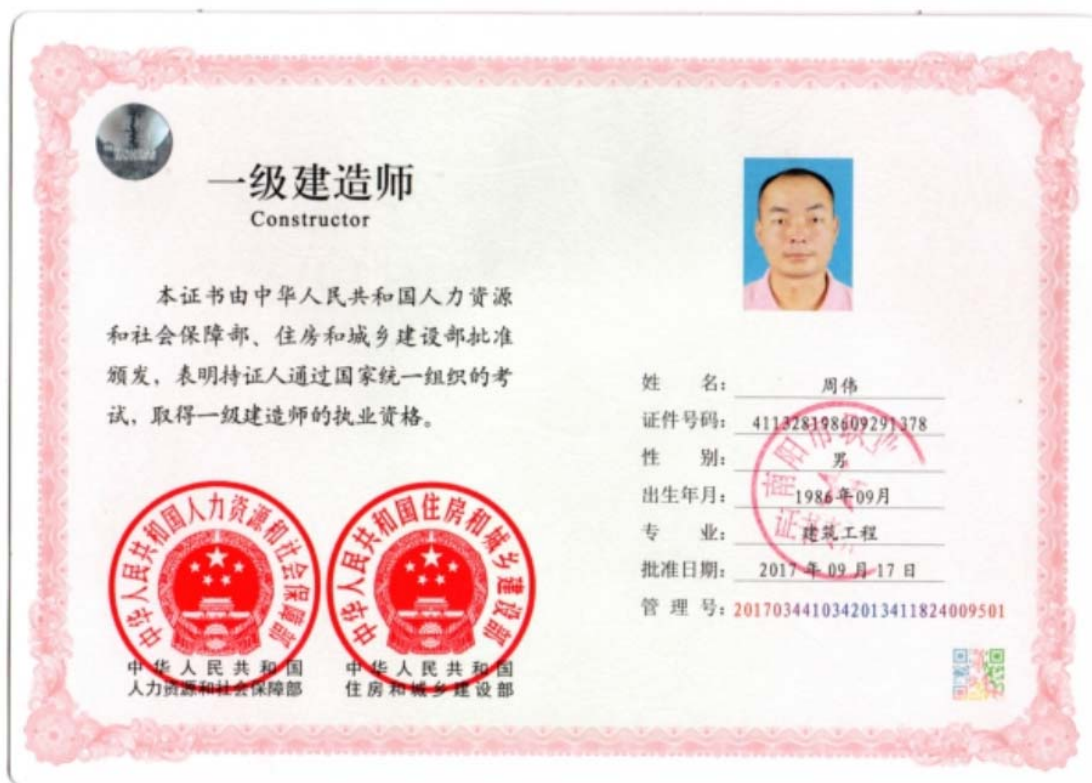 一级建造师
Constructor
本证书由中华人民共和国人力资源
和社会保障部、住房和城乡建设部批准
颁发，表明持证人通过国家统一组织的考
试，取得一级建造师的执业资格。
中华人民共和国人力资源和社会保障部
中华人民共和国
人力资源和社会保障部
中华人民共和国住房和城乡建设部
中华人民共和国
住房和城乡建设部
姓 名： 周伟
证件号码： 411328198609291378
性 别： 男
出生年月： 1986年09月
专 业： 建筑工程
批准日期： 2017 年 09 月 17 日
管 理 号： 2017034410342013411824009501
南阳市职业